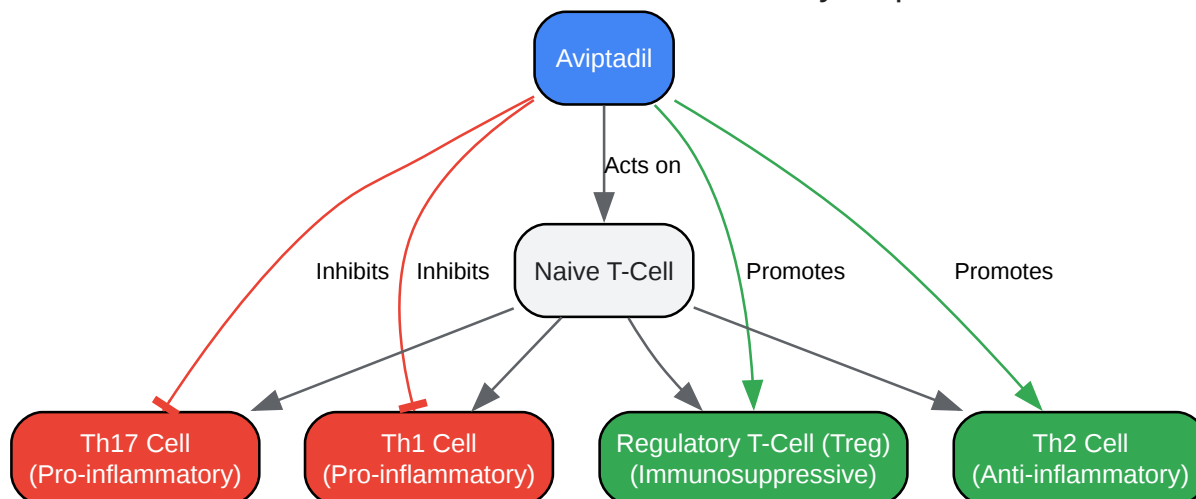 Aviptadil
Acts on
Inhibits
Inhibits
Naive T-Cell
Promotes
Promotes
Th17 Cell
(Pro-inflammatory)
Th1 Cell
(Pro-inflammatory)
Regulatory T-Cell (Treg)
(Immunosuppressive)
Th2 Cell
(Anti-inflammatory)